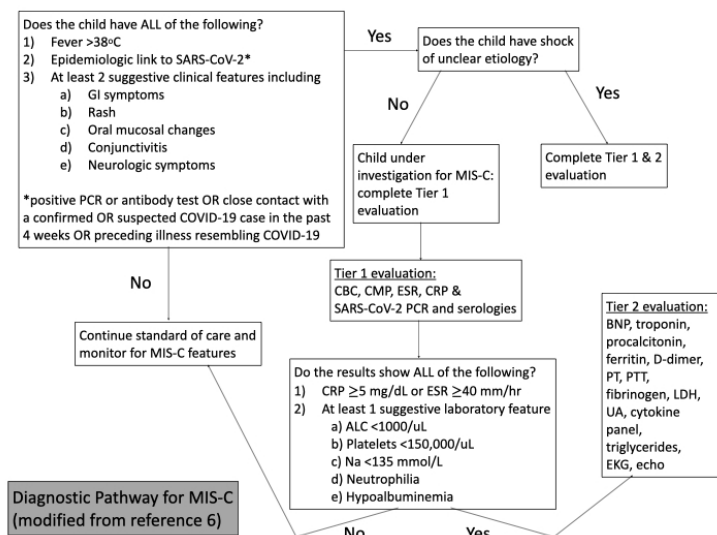 Does the child have ALL of the following?
1) Fever >38ºC
2) Epidemiologic link to SARS-CoV-2*
3) At least 2 suggestive clinical features including
a) GI symptoms
b) Rash
c) Oral mucosal changes
d) Conjunctivitis
e) Neurologic symptoms
*positive PCR or antibody test OR close contact with
a confirmed OR suspected COVID-19 case in the past
4 weeks OR preceding illness resembling COVID-19
Yes
Does the child have shock
of unclear etiology?
No
Yes
Child under
investigation for MIS-C:
complete Tier 1
evaluation
Complete Tier 1 & 2
evaluation
No
Tier 1 evaluation:
CBC, CMP, ESR, CRP &
SARS-CoV-2 PCR and serologies
Continue standard of care and
monitor for MIS-C features
Tier 2 evaluation:
BNP, troponin,
procalcitonin,
ferritin, D-dimer,
PT, PTT,
fibrinogen, LDH,
UA, cytokine
panel,
triglycerides,
EKG, echo
Do the results show ALL of the following?
1) CRP ≥5 mg/dL or ESR ≥40 mm/hr
2) At least 1 suggestive laboratory feature
a) ALC <1000/uL
b) Platelets <150,000/uL
c) Na <135 mmol/L
d) Neutrophilia
e) Hypoalbuminemia
Diagnostic Pathway for MIS-C
(modified from reference 6)
No
Yes